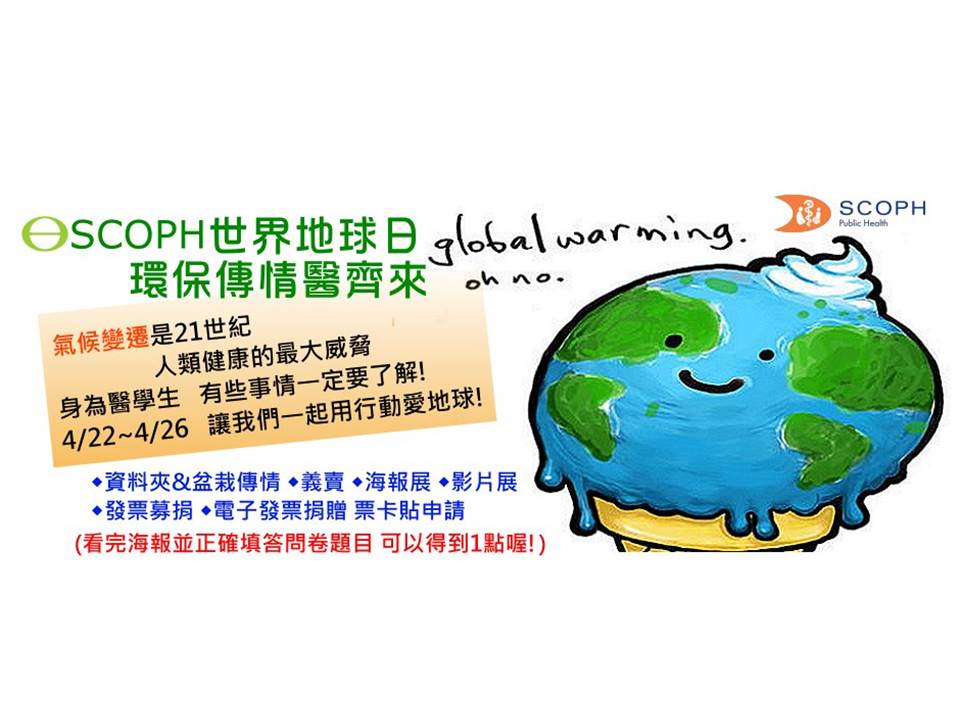 SCOPH世界地球日
環保傳情醫齊來
global warming.
oh no.
SCOPH
Public Health
氣候變遷是21世紀
人類健康的最大威脅
身為醫學生 有些事情一定要了解!
4/22~4/26 讓我們一起用行動愛地球!
◆資料夾&盆栽傳情 ◆義賣 ◆海報展 ◆影片展
◆發票募捐 ◆電子發票捐贈 票卡貼申請
(看完海報並正確填答問卷題目 可以得到1點喔!)